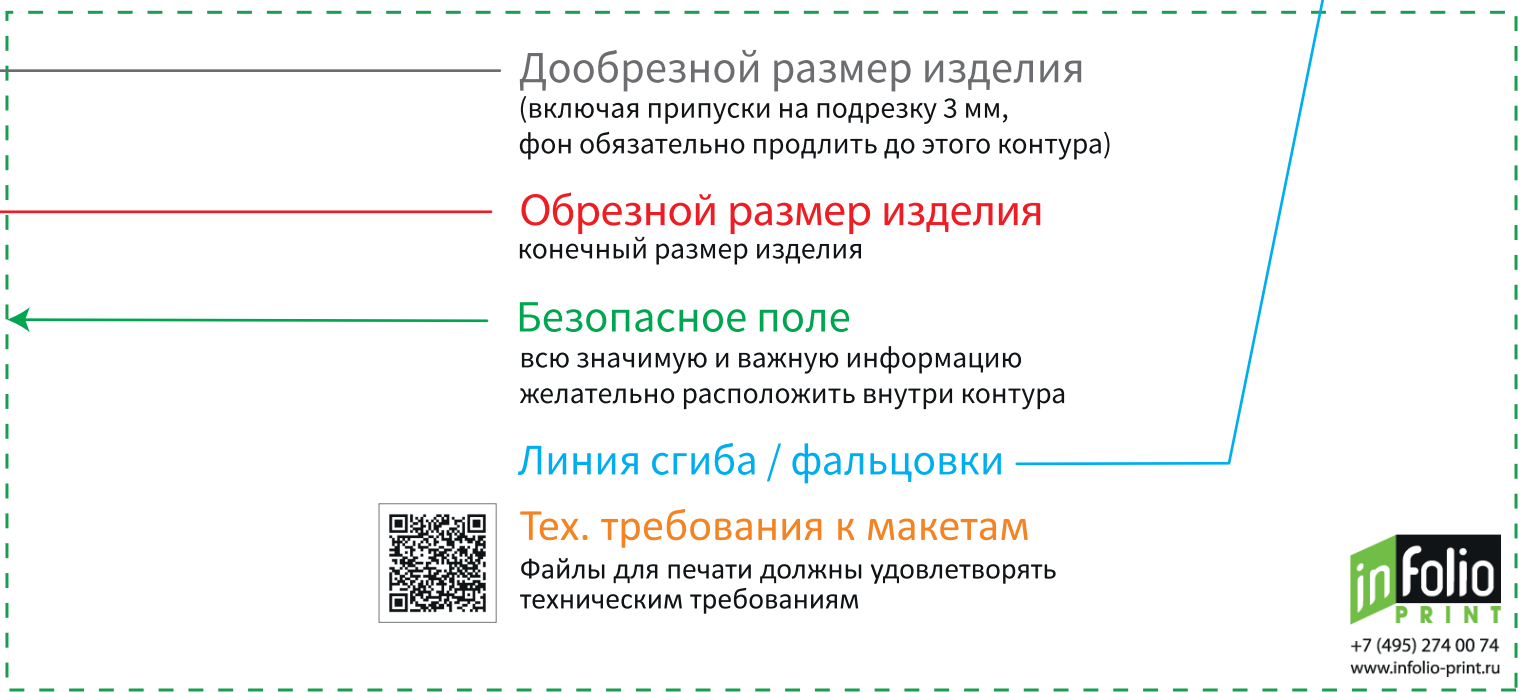 Дообрезной размер изделия
(включая припуски на подрезку 3 мм,
фон обязательно продлить до этого контура)
Обрезной размер изделия
конечный размер изделия
Безопасное поле
всю значимую и важную информацию
желательно расположить внутри контура
Линия сгиба / фальцовки
Тех. требования к макетам
Файлы для печати должны удовлетворять
техническим требованиям
in folio
PRINT
+7 (495) 274 00 74
www.infolio-print.ru